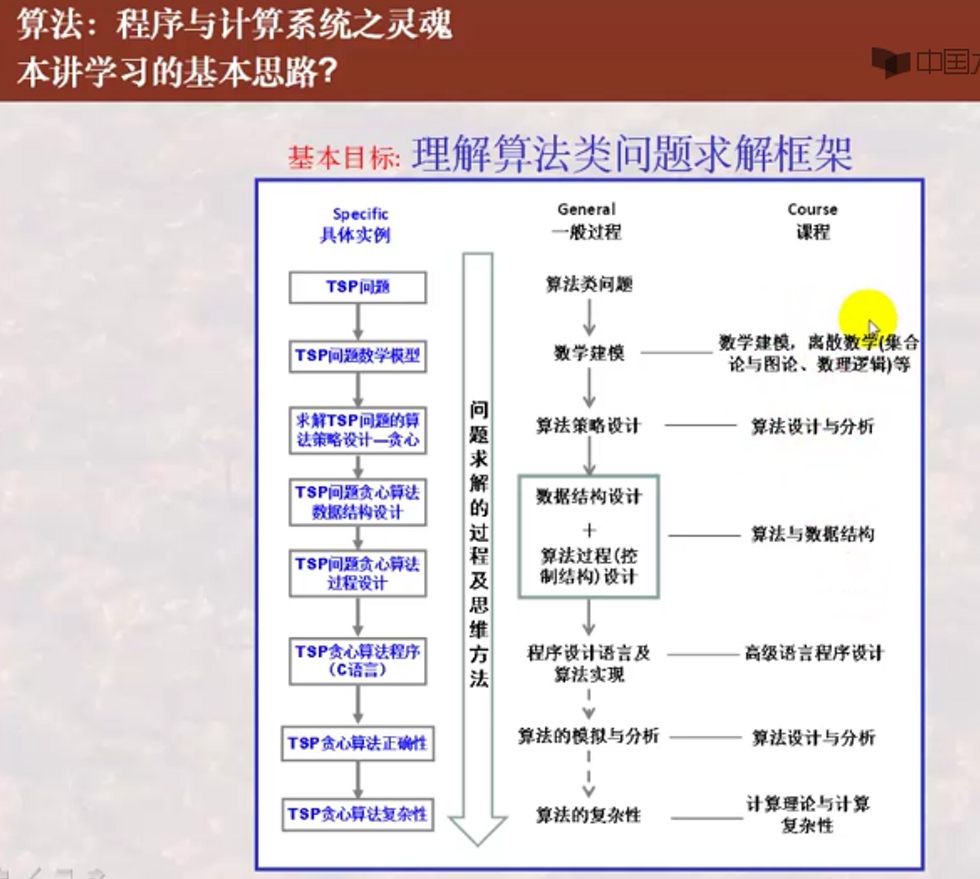 算法：程序与计算系统之灵魂
本讲学习的基本思路？
中国
基本目标: 理解算法类问题求解框架
Specific
具体实例
General
一般过程
Course
课程
TSP问题
TSP问题数学模型
求解TSP问题的算
法策略设计—贪心
TSP问题贪心算法
数据结构设计
TSP问题贪心算法
过程设计
TSP贪心算法程序
（C语言）
TSP贪心算法正确性
TSP贪心算法复杂性
问题求解的过程及思维方法
算法类问题
数学建模
算法策略设计
数据结构设计
+
算法过程(控
制结构)设计
程序设计语言及
算法实现
算法的模拟与分析
算法的复杂性
数学建模，离散数学(集合
论与图论、数理逻辑)等
算法设计与分析
算法与数据结构
高级语言程序设计
算法设计与分析
计算理论与计算
复杂性